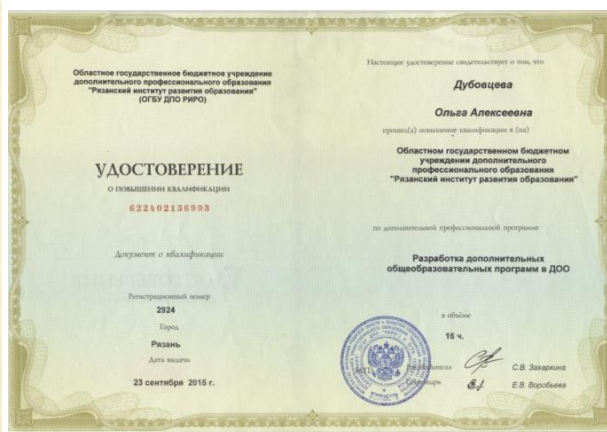 Областное государственное бюджетное учреждение
дополнительного профессионального образования
"Рязанский институт развития образования"
(ОГБУ ДПО РИРО)
УДОСТОВЕРЕНИЕ
О ПОВЫШЕНИИ КВАЛИФИКАЦИИ
622402136993
Документ о квалификации
Регистрационный номер
2924
Город
Рязань
Дата выдачи
23 сентября 2015 г.
Настоящее удостоверение свидетельствует о том, что
Дубовцева
Ольга Алексеевна
прошел(а) повышение квалификации в (на)
Областном государственном бюджетном
учреждении дополнительного
профессионального образования
"Рязанский институт развития образования"
по дополнительной профессиональной программе
Разработка дополнительных
общеобразовательных программ в ДОО
в объёме
16 ч.
С.В. Захаркина
Е.В. Воробьева